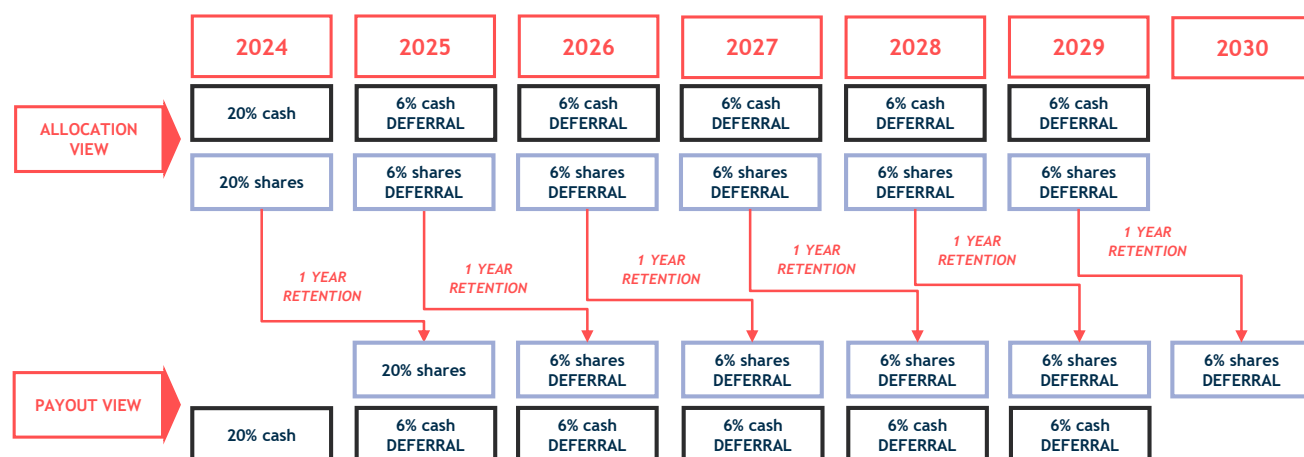 2024
2025
2026
2027
2028
2029
2030
ALLOCATION
VIEW
20% cash
6% cash
DEFERRAL
6% cash
DEFERRAL
6% cash
DEFERRAL
6% cash
DEFERRAL
6% cash
DEFERRAL
20% shares
6% shares
DEFERRAL
6% shares
DEFERRAL
6% shares
DEFERRAL
6% shares
DEFERRAL
6% shares
DEFERRAL
1 YEAR
RETENTION
1 YEAR
RETENTION
1 YEAR
RETENTION
1 YEAR
RETENTION
1 YEAR
RETENTION
1 YEAR
RETENTION
PAYOUT VIEW
20% shares
6% shares
DEFERRAL
6% shares
DEFERRAL
6% shares
DEFERRAL
6% shares
DEFERRAL
6% shares
DEFERRAL
20% cash
6% cash
DEFERRAL
6% cash
DEFERRAL
6% cash
DEFERRAL
6% cash
DEFERRAL
6% cash
DEFERRAL